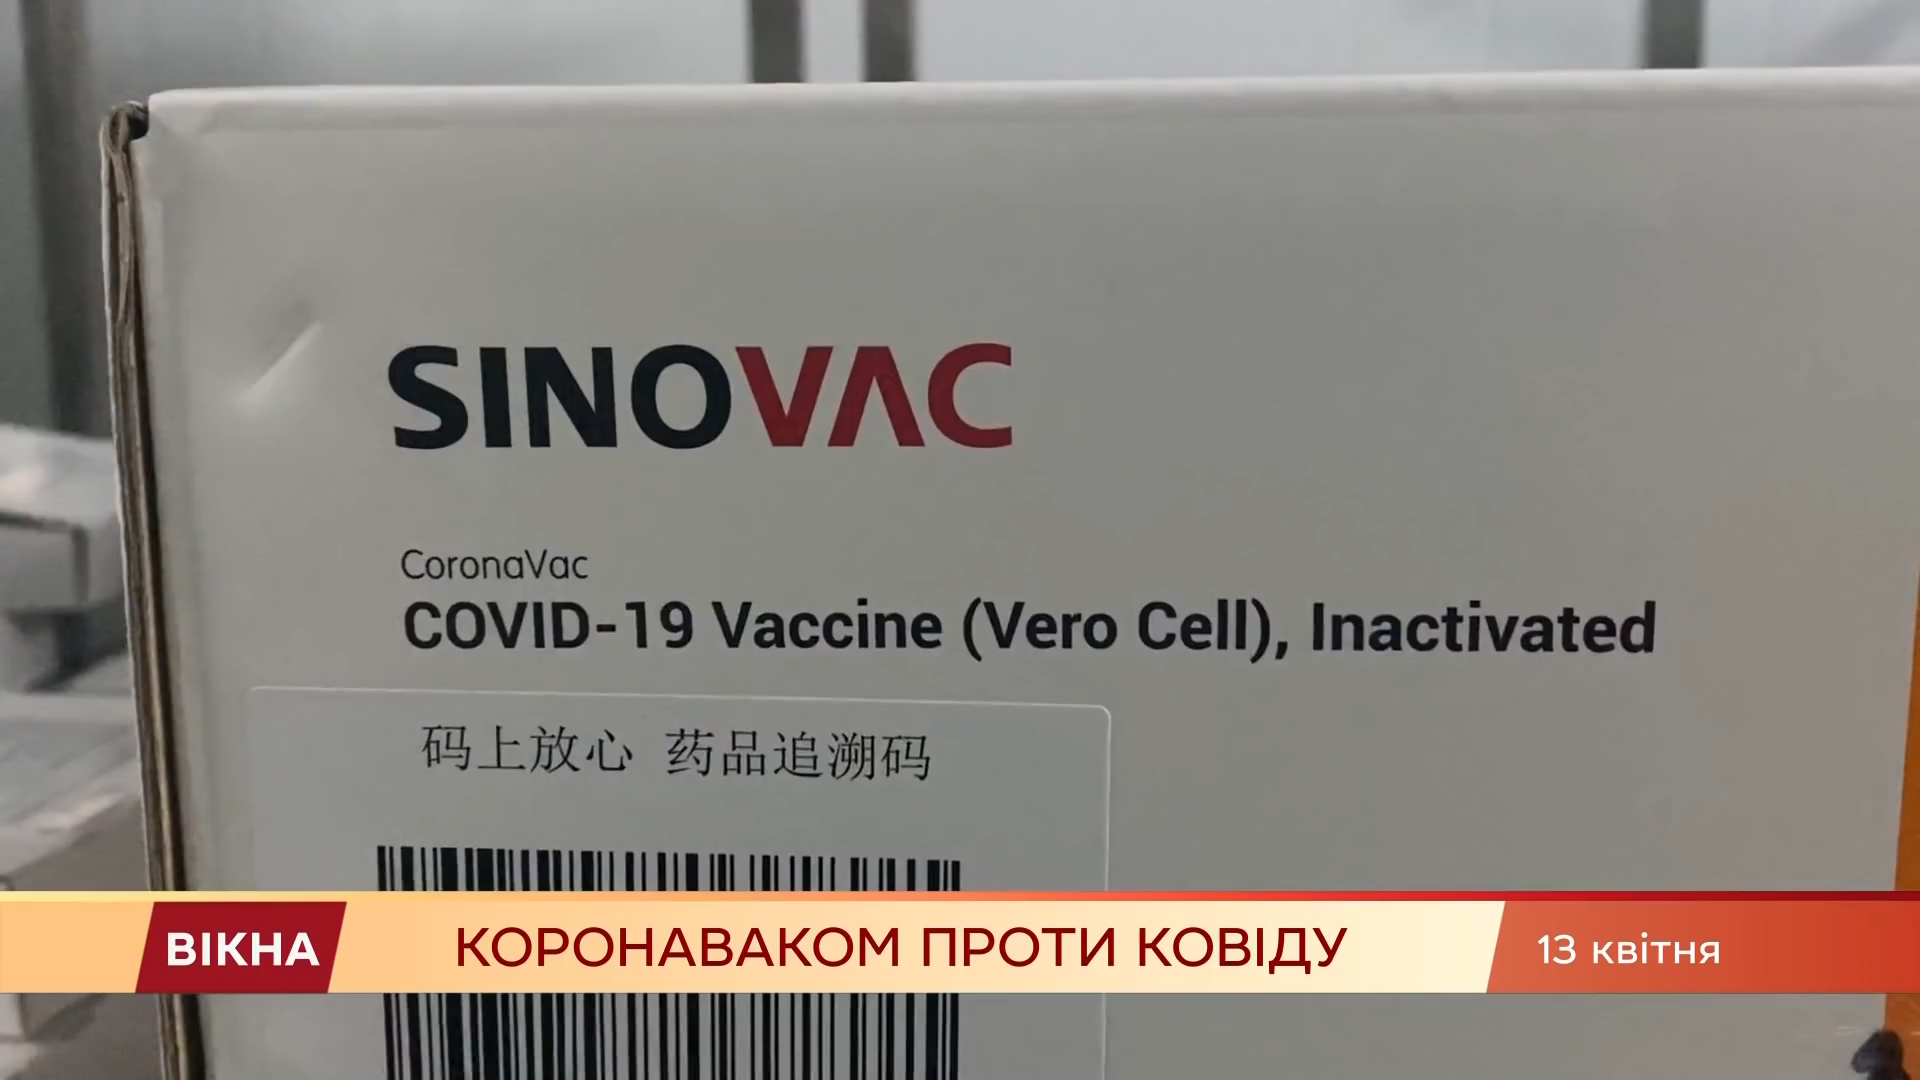 SINOVAC
CoronaVac
COVID-19 Vaccine (Vero Cell), Inactivated
码上放心 药品追溯码
ВІКНА
КОРОНАВАКОМ ПРОТИ КОВІДУ
13 квітня